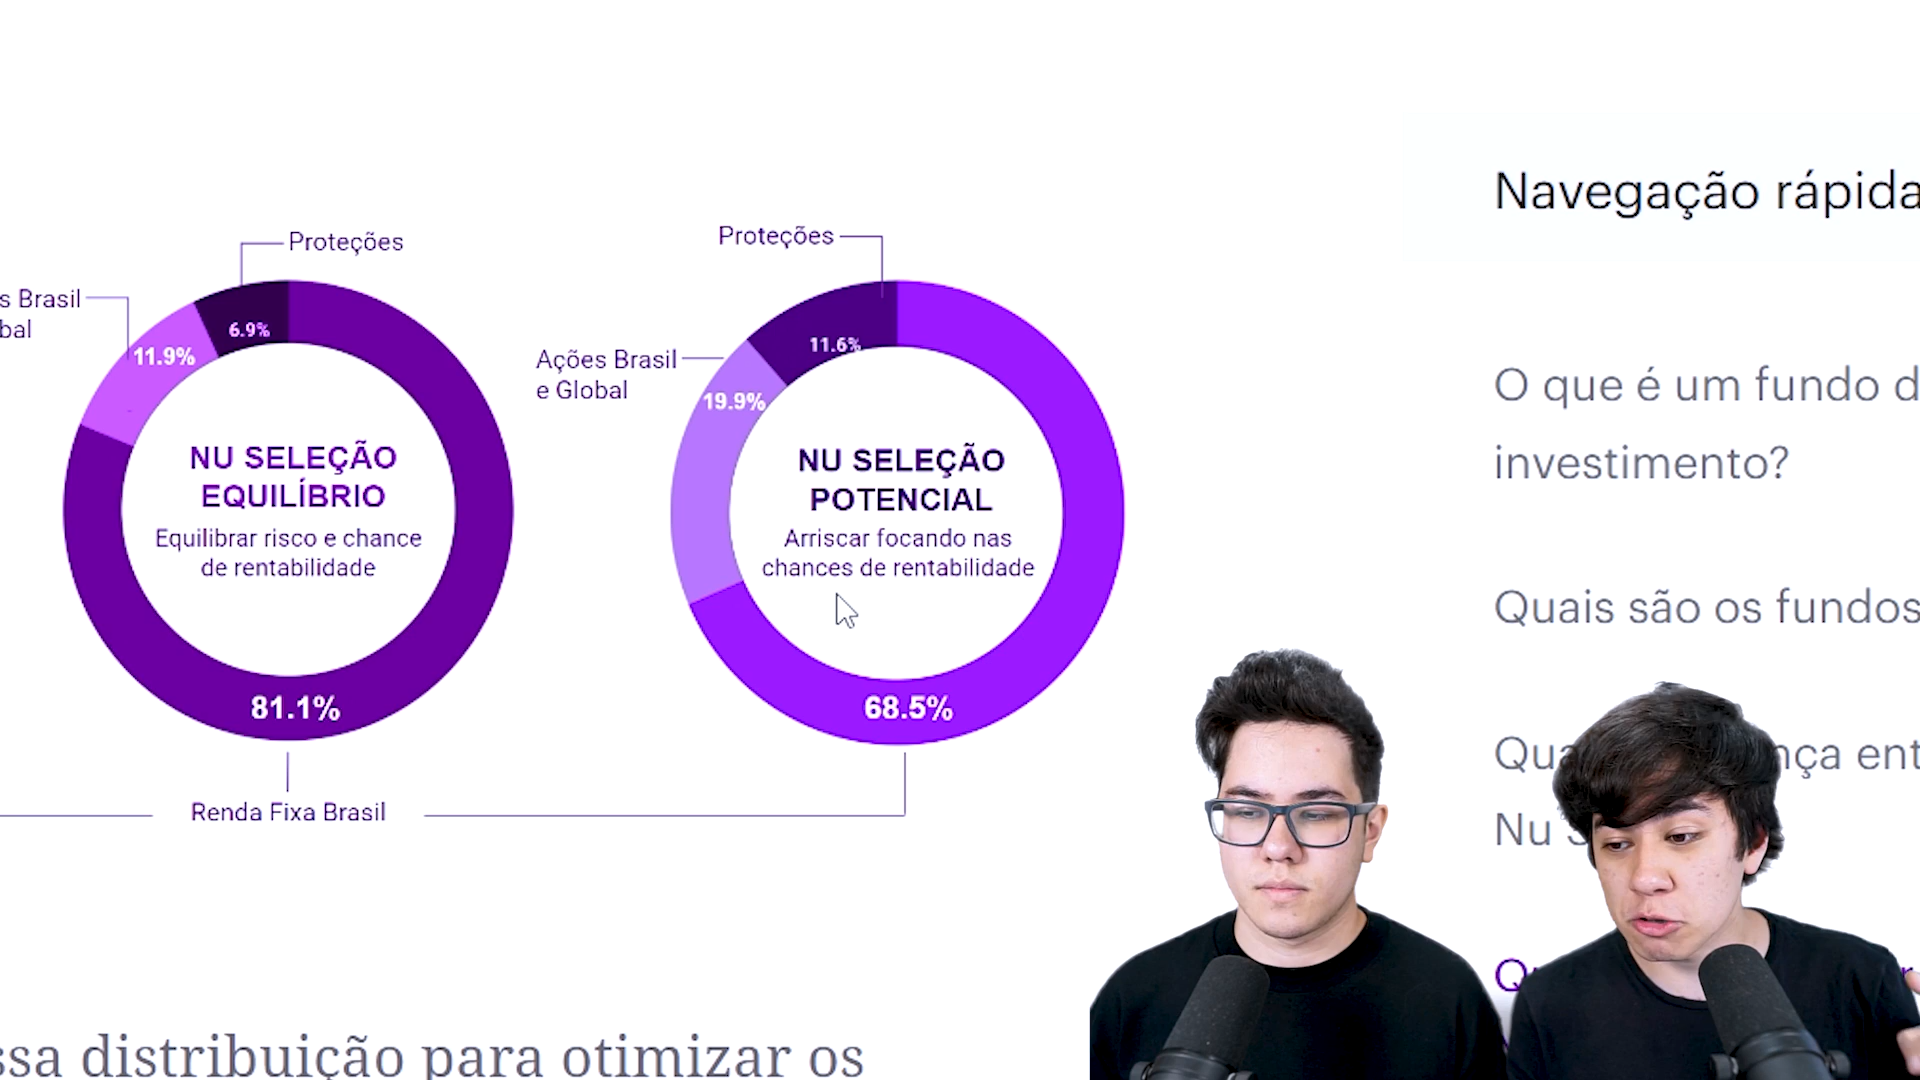 Proteções
s Brasil
bal
6.9%
11.9%
NU SELEÇÃO
EQUILÍBRIO
Equilibrar risco e chance
de rentabilidade
81.1%
Renda Fixa Brasil
Proteções
11.6%
Ações Brasil
e Global
19.9%
NU SELEÇÃO
POTENCIAL
Arriscar focando nas
chances de rentabilidade
68.5%
ssa distribuição para otimizar os
Navegação rápida
O que é um fundo d
investimento?
Quais são os fundos
Qua nça ent
Nu S
Qu